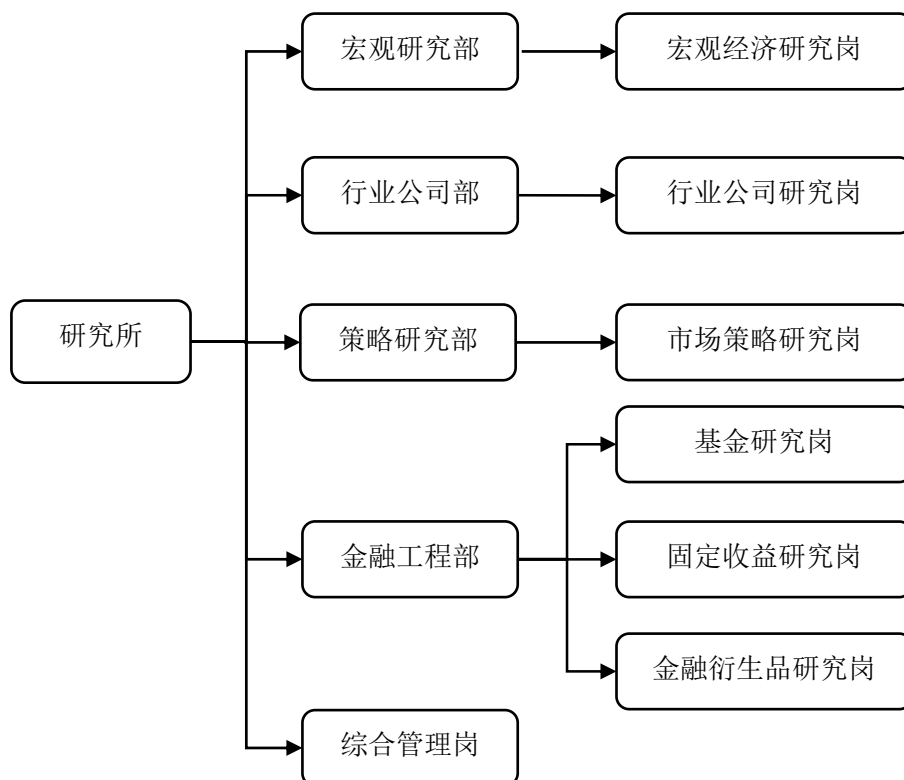 宏观研究部
宏观经济研究岗
行业公司部
行业公司研究岗
研究所
策略研究部
市场策略研究岗
基金研究岗
金融工程部
固定收益研究岗
金融衍生品研究岗
综合管理岗